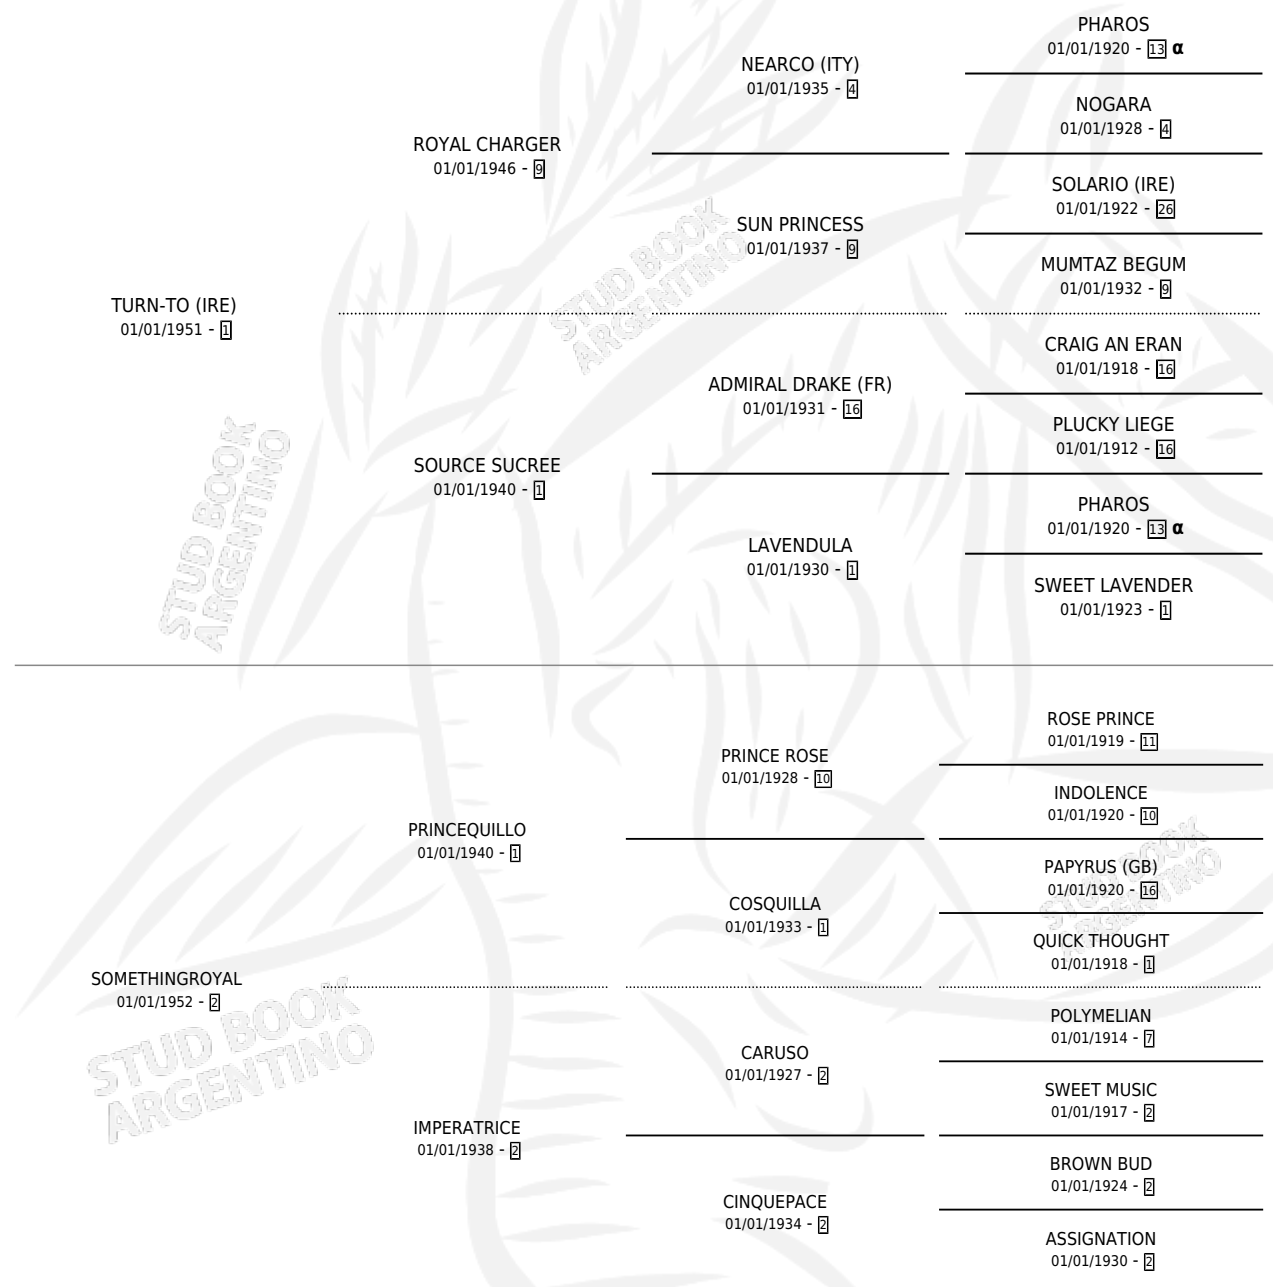 PHAROS
01/01/1920 - 13 α
NEARCO (ITY)
01/01/1935 - 4
NOGARA
01/01/1928 - 4
ROYAL CHARGER
01/01/1946 - 9
SOLARIO (IRE)
01/01/1922 - 26
SUN PRINCESS
01/01/1937 - 9
MUMTAZ BEGUM
01/01/1932 - 9
TURN-TO (IRE)
01/01/1951 - 1
CRAIG AN ERAN
01/01/1918 - 16
ADMIRAL DRAKE (FR)
01/01/1931 - 16
PLUCKY LIEGE
01/01/1912 - 16
SOURCE SUCREE
01/01/1940 - 1
PHAROS
01/01/1920 - 13 α
LAVENDULA
01/01/1930 - 1
SWEET LAVENDER
01/01/1923 - 1
ROSE PRINCE
01/01/1919 - 11
PRINCE ROSE
01/01/1928 - 10
INDOLENCE
01/01/1920 - 10
PRINCEQUILLO
01/01/1940 - 1
PAPYRUS (GB)
01/01/1920 - 16
COSQUILLA
01/01/1933 - 1
QUICK THOUGHT
01/01/1918 - 1
SOMETHINGROYAL
01/01/1952 - 2
POLYMELIAN
01/01/1914 - 7
CARUSO
01/01/1927 - 2
SWEET MUSIC
01/01/1917 - 2
IMPERATRICE
01/01/1938 - 2
BROWN BUD
01/01/1924 - 2
CINQUEPACE
01/01/1934 - 2
ASSIGNATION
01/01/1930 - 2
STUD BOOK
ARGENTINO
STUD BOOK
ARGENTINO
STUD BOOK
ARGENTINO
STUD BOOK
ARGENTINO